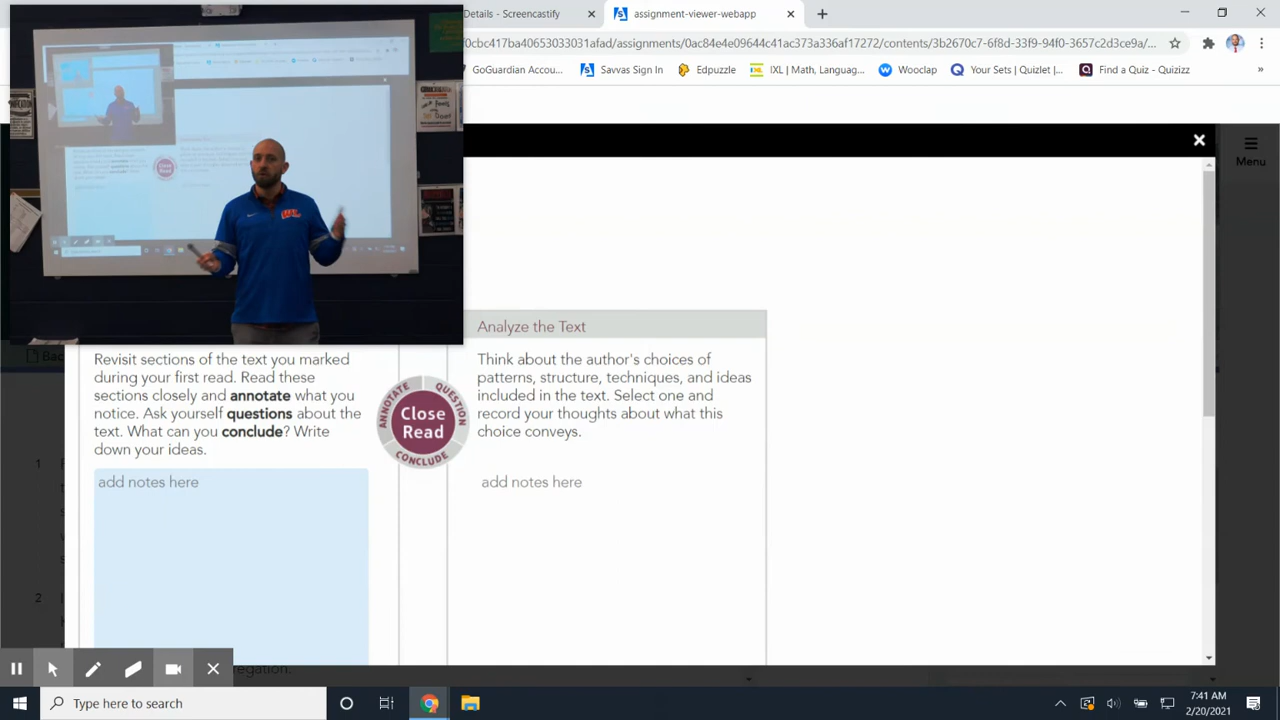 Details - Screencastify
assignment-viewer-webapp
f0cbc417ba40653033031afad/assignments/0ac84e4e09644c41ac373a336af17272/contents/3b2670c7-6f8d-33f9-94f0-3657c2d3ce9a/...
GoGuardian Accou...
Savvas Sign In
Edpuzzle
IXL | Math, Languag...
Wooclap
Your Sets | Quizlet |...
Find a Quiz - Quizizz
Menu
Analyze the Text
Revisit sections of the text you marked
during your first read. Read these
sections closely and annotate what you
notice. Ask yourself questions about the
text. What can you conclude? Write
down your ideas.
add notes here
ANNOTATE
QUESTION
Close
Read
CONCLUDE
Think about the author's choices of
patterns, structure, techniques, and ideas
included in the text. Select one and
record your thoughts about what this
choice conveys.
add notes here
1
2
Type here to search
7:41 AM
2/20/2021